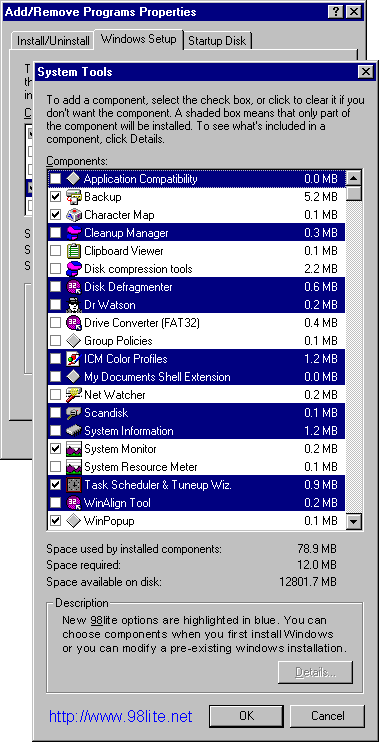 Add/Remove Programs Properties
Install/Uninstall Windows Setup Startup Disk
System Tools
To add a component, select the check box, or click to clear it if you
don't want the component. A shaded box means that only part of
the component will be installed. To see what's included in a
component, click Details.
Components:
Application Compatibility 0.0 MB
Backup 5.2 MB
Character Map 0.1 MB
Cleanup Manager 0.3 MB
Clipboard Viewer 0.1 MB
Disk compression tools 2.2 MB
Disk Defragmenter 0.6 MB
Dr Watson 0.2 MB
Drive Converter (FAT32) 0.4 MB
Group Policies 0.1 MB
ICM Color Profiles 1.2 MB
My Documents Shell Extension 0.0 MB
Net Watcher 0.2 MB
Scandisk 0.1 MB
System Information 1.2 MB
System Monitor 0.2 MB
System Resource Meter 0.1 MB
Task Scheduler & Tuneup Wiz. 0.9 MB
WinAlign Tool 0.2 MB
WinPopup 0.1 MB
Space used by installed components: 78.9 MB
Space required: 12.0 MB
Space available on disk: 12801.7 MB
Description
New 98lite options are highlighted in blue. You can
choose components when you first install Windows
or you can modify a pre-existing windows installation.
Details...
http://www.98lite.net OK Cancel